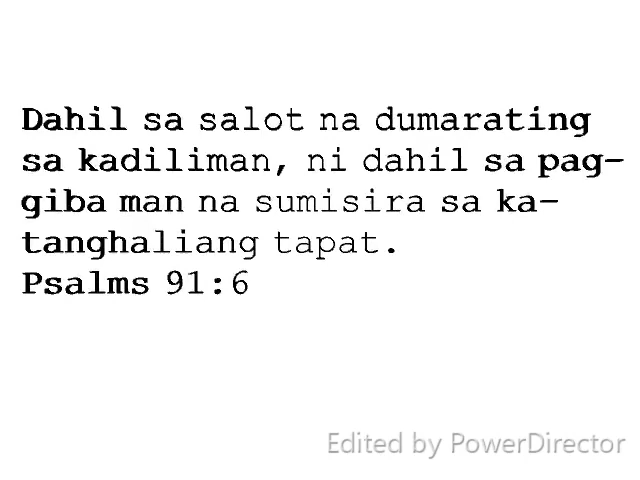 Dahil sa salot na dumarating
sa kadiliman, ni dahil sa pag-
giba man na sumisira sa ka-
tanghaliang tapat.
Psalms 91:6
Edited by PowerDirector